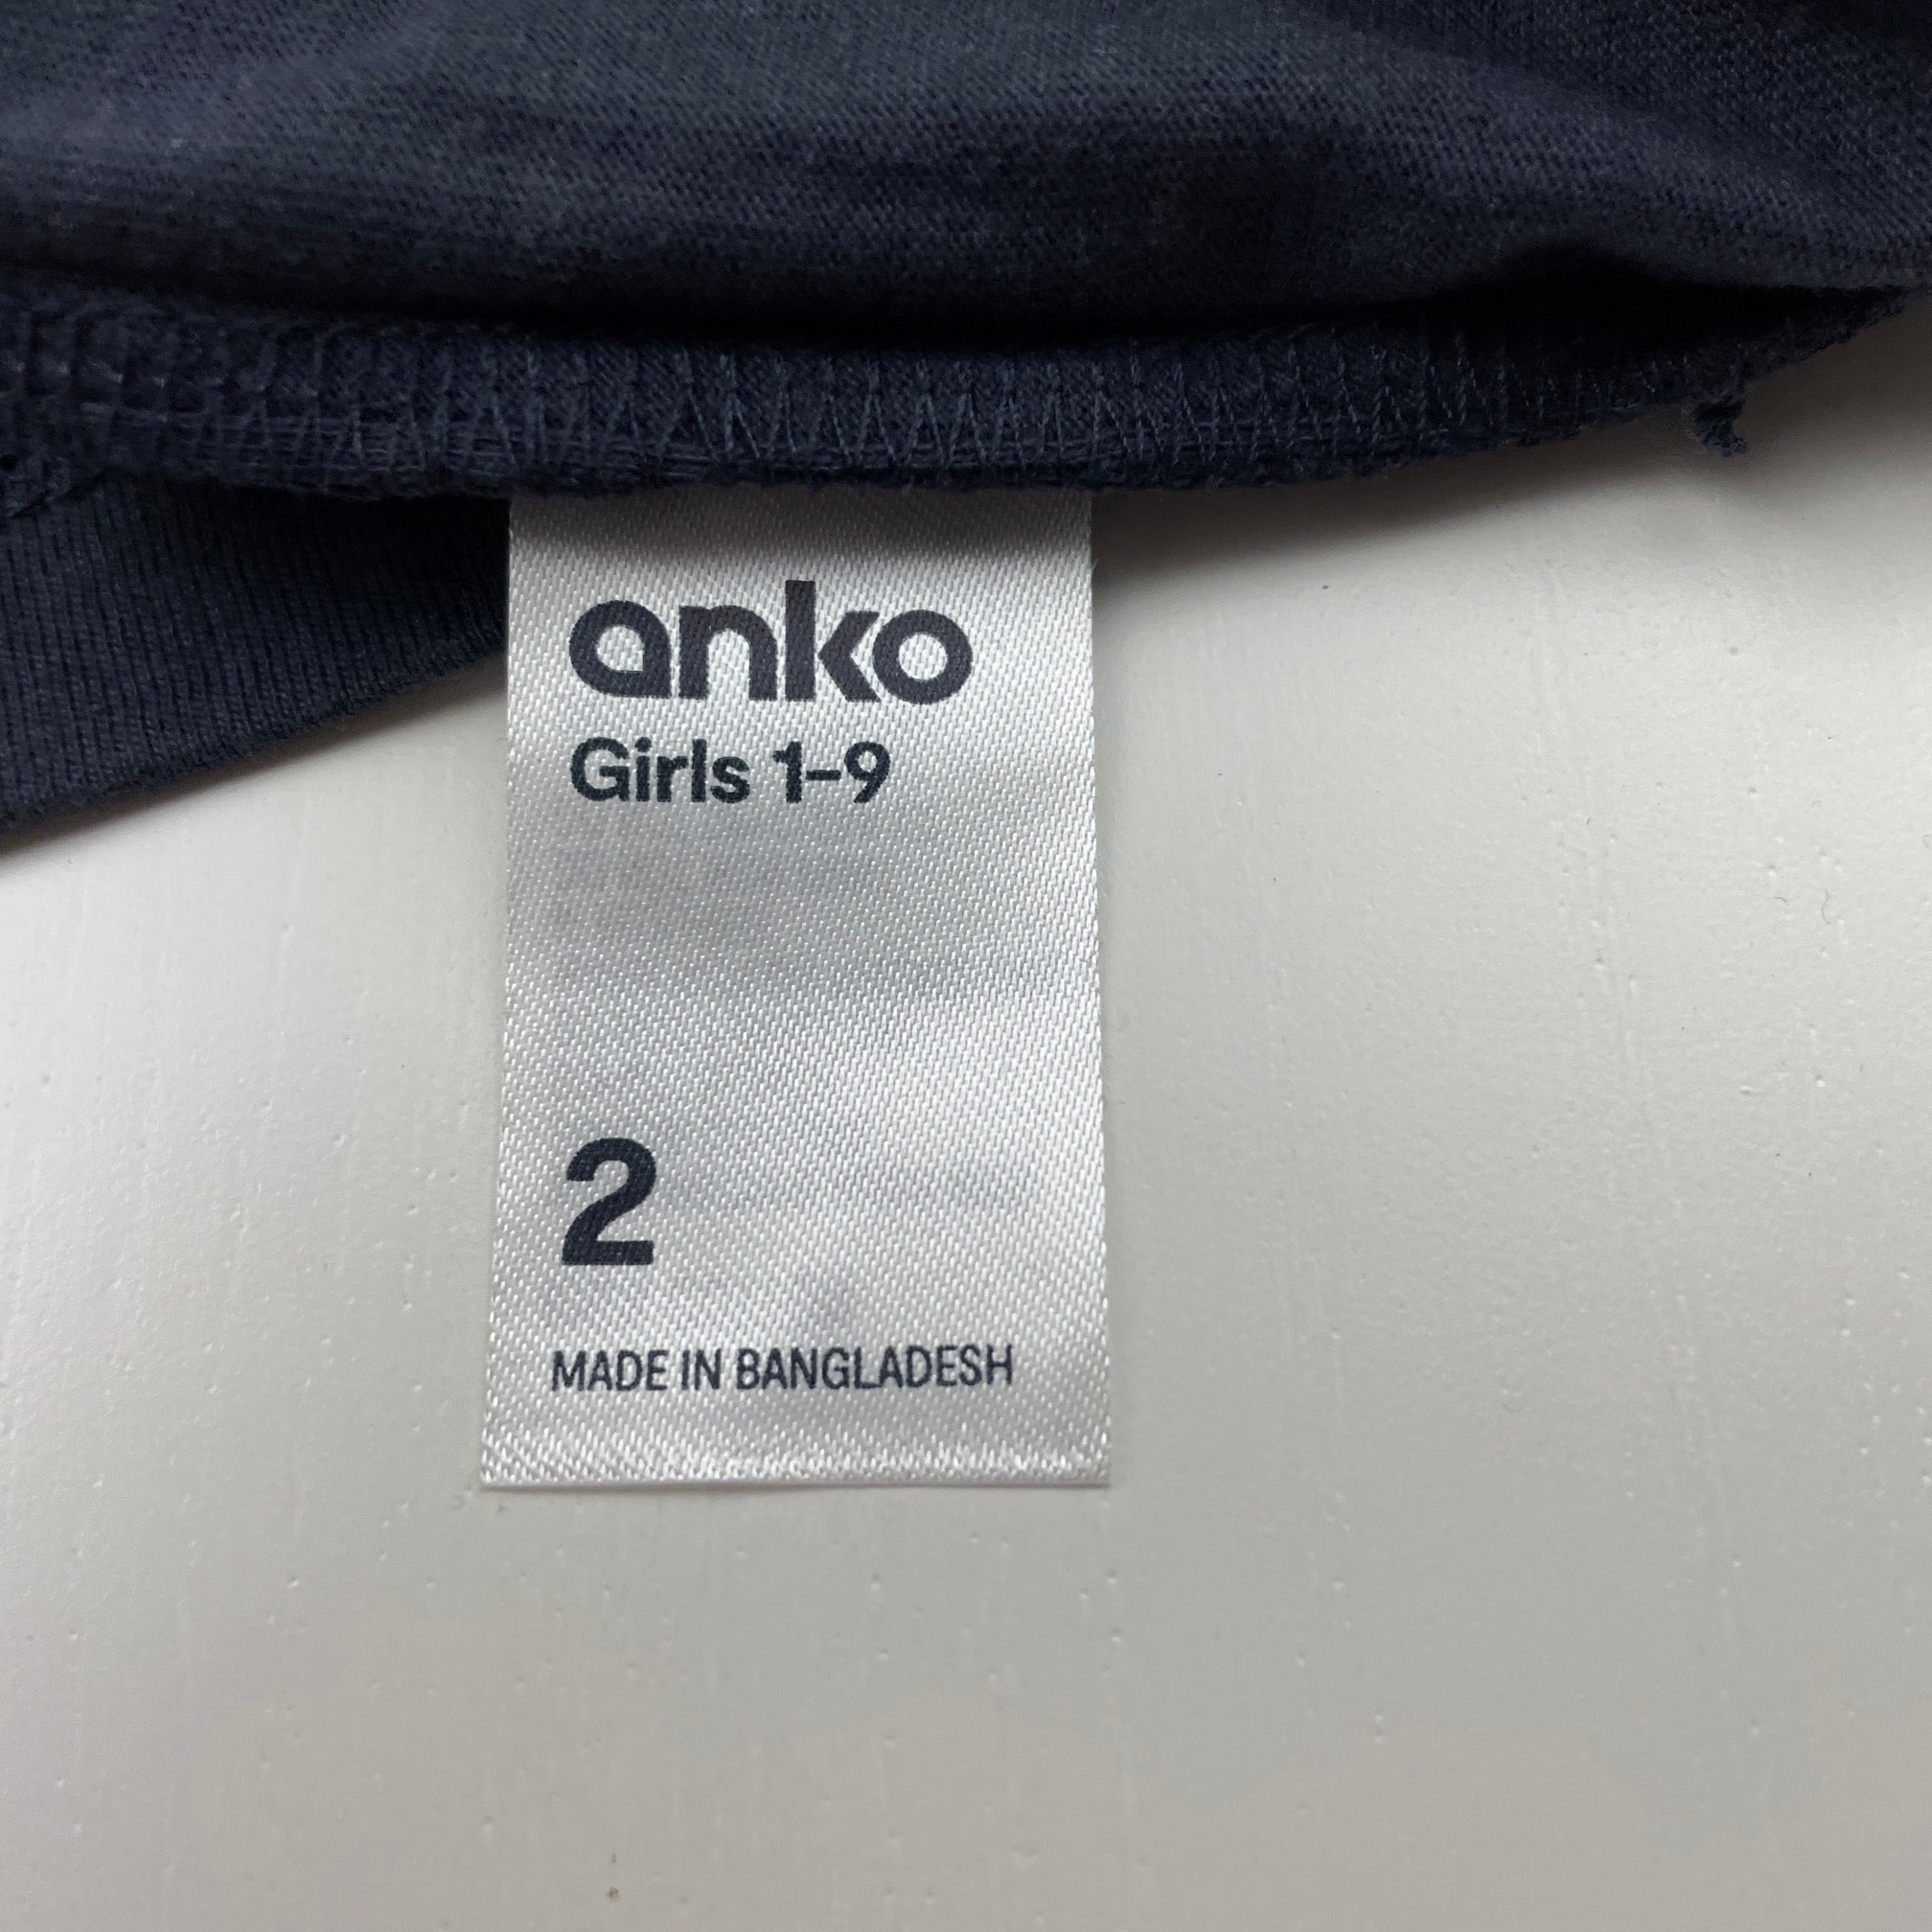 anko
Girls 1-9
2
MADE IN BANGLADESH